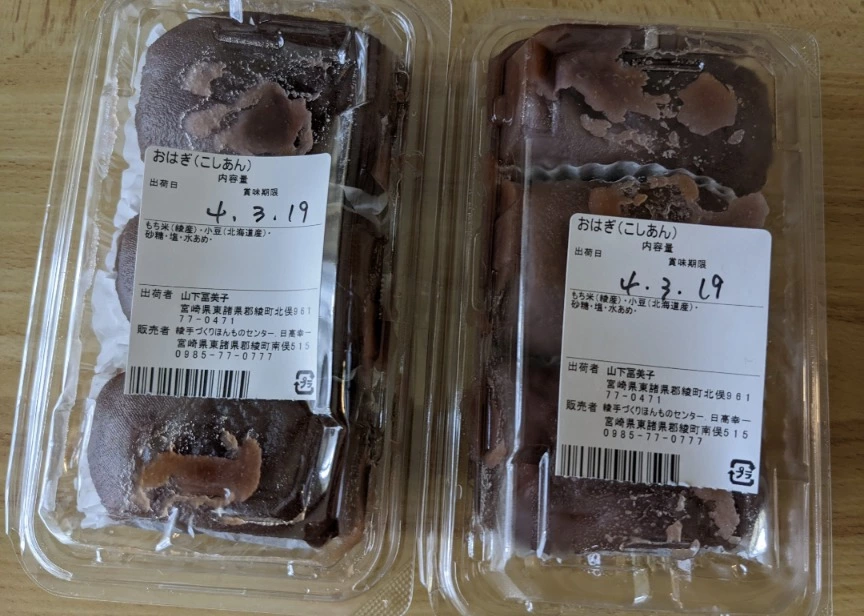 おはぎ(こしあん)
内容量
出荷日
賞味期限
4.3.19
もち米(綾産)・小豆(北海道産)・
砂糖・塩・水あめ・
出荷者 山下冨美子
宮崎県東諸県郡綾町北俣961
77-0471
販売者 綾手づくりほんものセンター 日髙幸一
宮崎県東諸県郡綾町南俣515
0985-77-0777
プラ
おはぎ(こしあん)
内容量
出荷日
賞味期限
4.3.19
もち米(綾産)・小豆(北海道産)・
砂糖・塩・水あめ・
出荷者 山下冨美子
宮崎県東諸県郡綾町北俣961
77-0471
販売者 綾手づくりほんものセンター 日髙幸一
宮崎県東諸県郡綾町南俣515
0985-77-0777
プラ